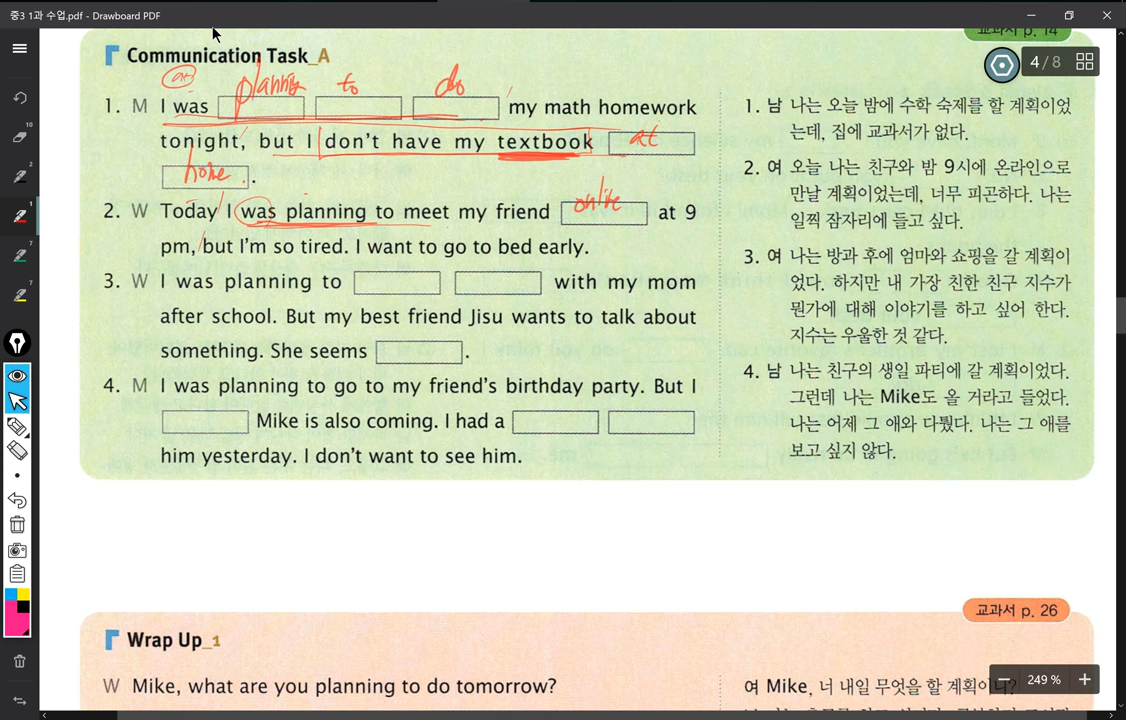 중3 1과 수업.pdf - Drawboard PDF
교과서 p. 14
4 / 8
Communication Task_A
planning to do
1. M I was my math homework
tonight, but I don't have my textbook at
home.
2. W Today I was planning to meet my friend online at 9
pm, but I'm so tired. I want to go to bed early.
3. W I was planning to with my mom
after school. But my best friend Jisu wants to talk about
something. She seems .
4. M I was planning to go to my friend's birthday party. But I
Mike is also coming. I had a
him yesterday. I don't want to see him.
1. 남 나는 오늘 밤에 수학 숙제를 할 계획이었
는데, 집에 교과서가 없다.
2. 여 오늘 나는 친구와 밤 9시에 온라인으로
만날 계획이었는데, 너무 피곤하다. 나는
일찍 잠자리에 들고 싶다.
3. 여 나는 방과 후에 엄마와 쇼핑을 갈 계획이
었다. 하지만 내 가장 친한 친구 지수가
뭔가에 대해 이야기를 하고 싶어 한다.
지수는 우울한 것 같다.
4. 남 나는 친구의 생일 파티에 갈 계획이었다.
그런데 나는 Mike도 올 거라고 들었다.
나는 어제 그 애와 다퉜다. 나는 그 애를
보고 싶지 않다.
교과서 p. 26
Wrap Up_1
W Mike, what are you planning to do tomorrow?
여 Mike, 너 내일 무엇을 할 계획이니?
249 %
10
2
1
7
7